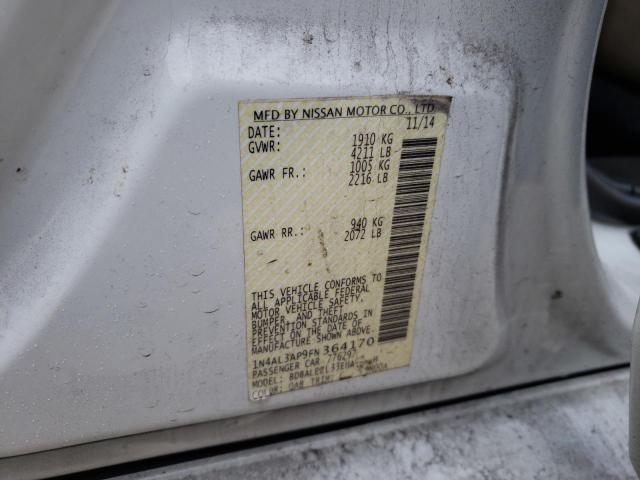 MFD BY NISSAN MOTOR CO., LTD
DATE: 11/14
GVWR: 1910 KG
4211 LB
GAWR FR.: 1005 KG
2216 LB
GAWR RR.: 940 KG
2072 LB
THIS VEHICLE CONFORMS TO
ALL APPLICABLE FEDERAL
MOTOR VEHICLE SAFETY,
BUMPER, AND THEFT
PREVENTION STANDARDS IN
EFFECT ON THE DATE OF
MANUFACTURE SHOWN ABOVE.
1N4AL3AP9FN364170
PASSENGER CAR
MODEL:
COLOR: QAB TRIM: